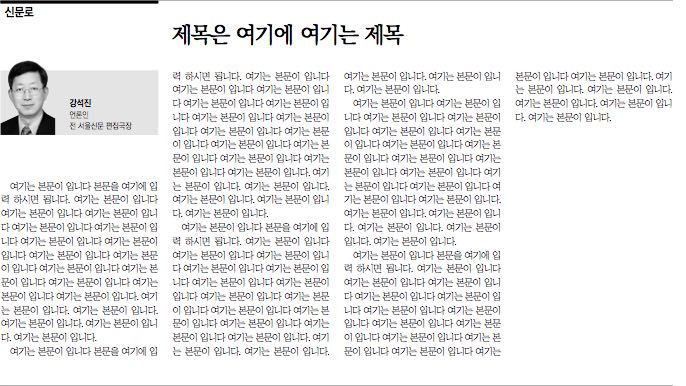 신문로
제목은 여기에 여기는 제목
강석진
언론인
전 서울신문 편집국장
여기는 본문이 입니다 본문을 여기에 입
력 하시면 됩니다. 여기는 본문이 입니다
여기는 본문이 입니다 여기는 본문이 입니
다 여기는 본문이 입니다 여기는 본문이 입
니다 여기는 본문이 입니다 여기는 본문이
입니다 여기는 본문이 입니다 여기는 본문
이 입니다 여기는 본문이 입니다 여기는 본
문이 입니다 여기는 본문이 입니다 여기는
본문이 입니다 여기는 본문이 입니다. 여기
는 본문이 입니다. 여기는 본문이 입니다.
여기는 본문이 입니다. 여기는 본문이 입니
다. 여기는 본문이 입니다.
여기는 본문이 입니다 본문을 여기에 입
력 하시면 됩니다. 여기는 본문이 입니다
여기는 본문이 입니다 여기는 본문이 입니
다 여기는 본문이 입니다 여기는 본문이 입
니다 여기는 본문이 입니다 여기는 본문이
입니다 여기는 본문이 입니다 여기는 본문
이 입니다 여기는 본문이 입니다 여기는 본
문이 입니다 여기는 본문이 입니다 여기는
본문이 입니다 여기는 본문이 입니다. 여기
는 본문이 입니다. 여기는 본문이 입니다.
여기는 본문이 입니다. 여기는 본문이 입니
다. 여기는 본문이 입니다.
여기는 본문이 입니다 본문을 여기에 입
력 하시면 됩니다. 여기는 본문이 입니다
여기는 본문이 입니다 여기는 본문이 입니
다 여기는 본문이 입니다 여기는 본문이 입
니다 여기는 본문이 입니다 여기는 본문이
입니다 여기는 본문이 입니다 여기는 본문
이 입니다 여기는 본문이 입니다 여기는 본
문이 입니다 여기는 본문이 입니다 여기는
본문이 입니다 여기는 본문이 입니다. 여기
는 본문이 입니다. 여기는 본문이 입니다.
여기는 본문이 입니다. 여기는 본문이 입니
다. 여기는 본문이 입니다.
여기는 본문이 입니다 여기는 본문이 입
니다 여기는 본문이 입니다 여기는 본문이
입니다 여기는 본문이 입니다 여기는 본문
이 입니다 여기는 본문이 입니다 여기는 본
문이 입니다 여기는 본문이 입니다 여기는
본문이 입니다 여기는 본문이 입니다 여기
는 본문이 입니다 여기는 본문이 입니다 여
기는 본문이 입니다 여기는 본문이 입니다.
여기는 본문이 입니다. 여기는 본문이 입니
다. 여기는 본문이 입니다. 여기는 본문이
입니다. 여기는 본문이 입니다.
여기는 본문이 입니다 본문을 여기에 입
력 하시면 됩니다. 여기는 본문이 입니다
여기는 본문이 입니다 여기는 본문이 입니
다 여기는 본문이 입니다 여기는 본문이 입
니다 여기는 본문이 입니다 여기는 본문이
입니다 여기는 본문이 입니다 여기는 본문
이 입니다 여기는 본문이 입니다 여기는
본문이 입니다 여기는 본문이 입니다. 여기
는 본문이 입니다. 여기는 본문이 입니다.
여기는 본문이 입니다. 여기는 본문이 입니
다. 여기는 본문이 입니다.